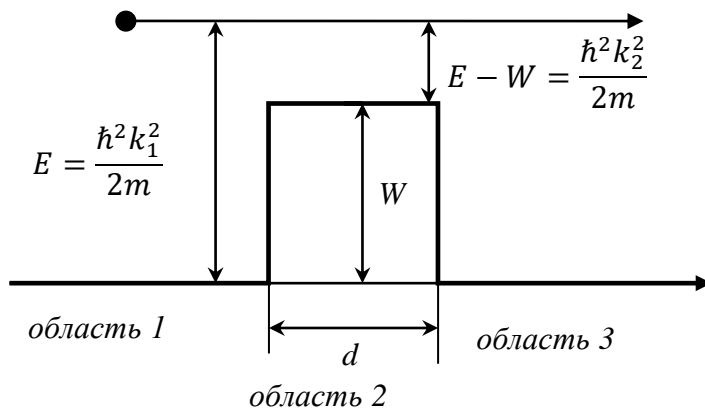 E − W = ℏ²k₂²/2m
E = ℏ²k₁²/2m
W
область 1
d
область 3
область 2